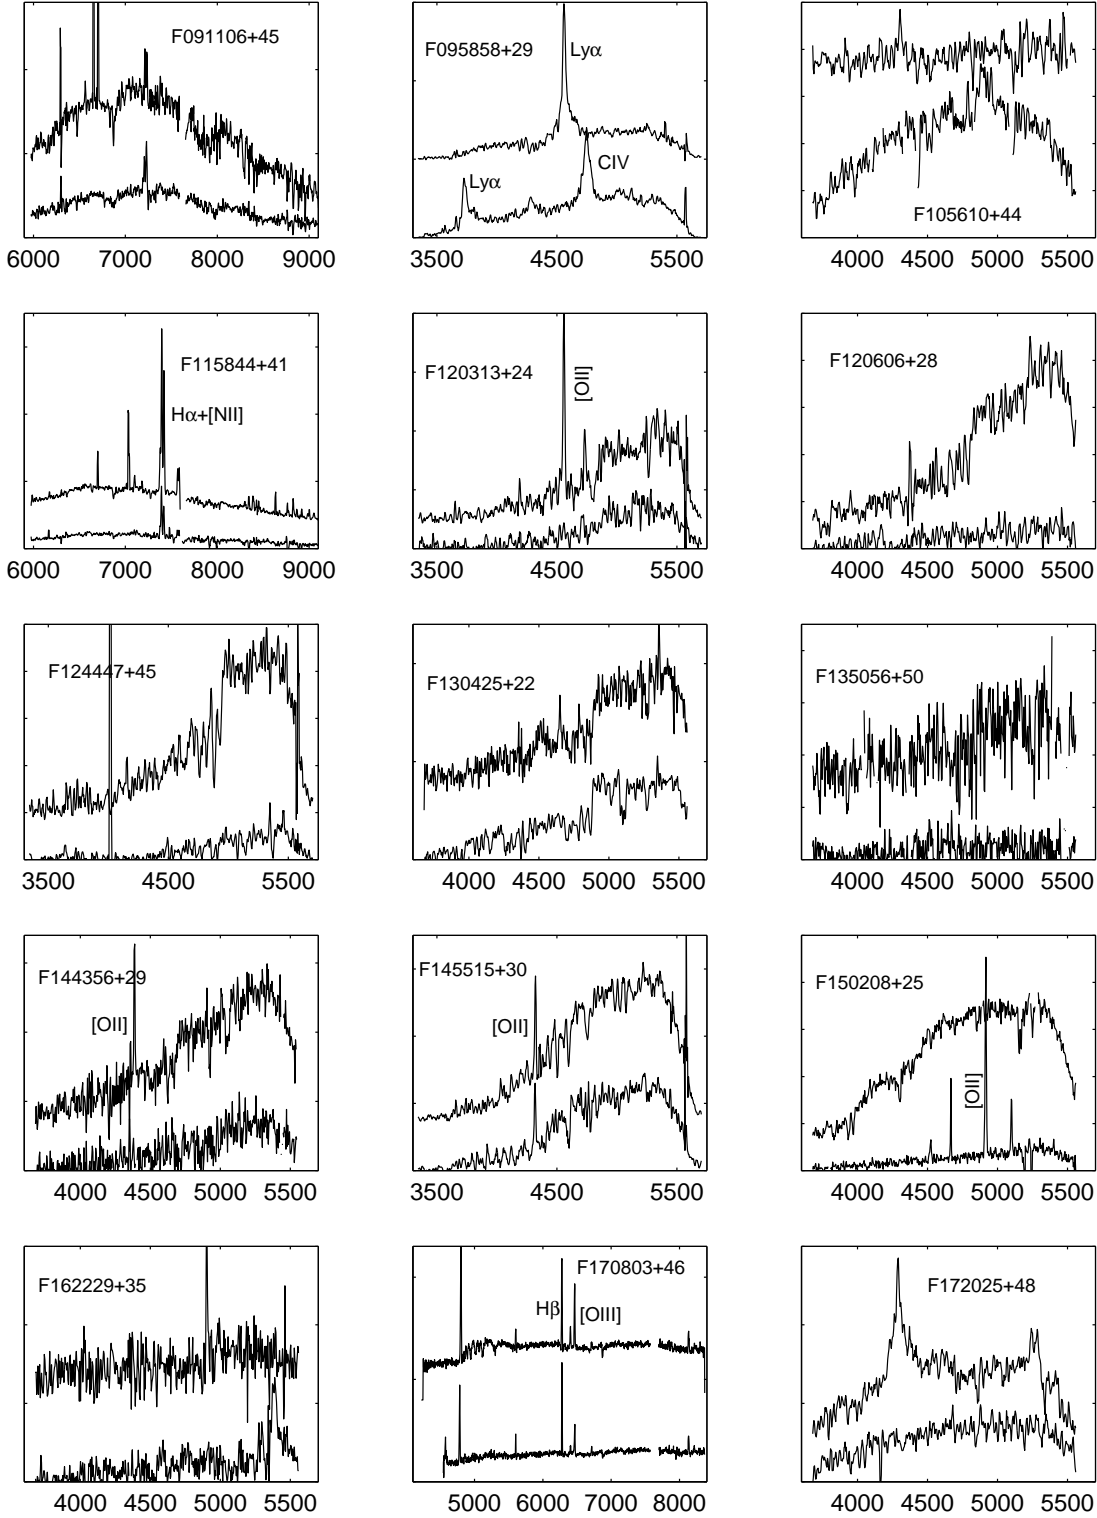 F091106+45
6000 7000 8000 9000
F095858+29
Lyα
CIV
Lyα
3500 4500 5500
F105610+44
4000 4500 5000 5500
F115844+41
Hα+[NII]
6000 7000 8000 9000
F120313+24
[OII]
3500 4500 5500
F120606+28
4000 4500 5000 5500
F124447+45
3500 4500 5500
F130425+22
4000 4500 5000 5500
F135056+50
4000 4500 5000 5500
F144356+29
[OII]
4000 4500 5000 5500
F145515+30
[OII]
3500 4500 5500
F150208+25
[OII]
4000 4500 5000 5500
F162229+35
4000 4500 5000 5500
F170803+46
Hβ [OIII]
5000 6000 7000 8000
F172025+48
4000 4500 5000 5500